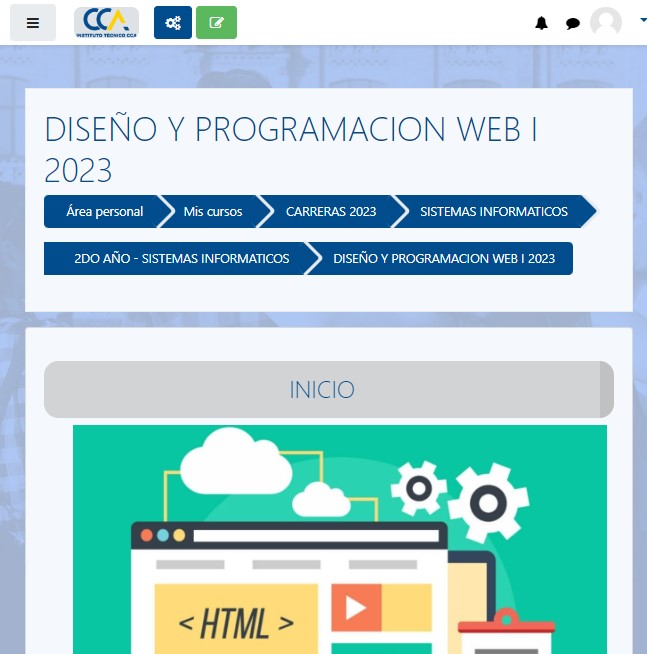 CCA
INSTITUTO TÉCNICO CCA
DISEÑO Y PROGRAMACION WEB I
2023
Área personal
Mis cursos
CARRERAS 2023
SISTEMAS INFORMATICOS
2DO AÑO - SISTEMAS INFORMATICOS
DISEÑO Y PROGRAMACION WEB I 2023
INICIO
< HTML >